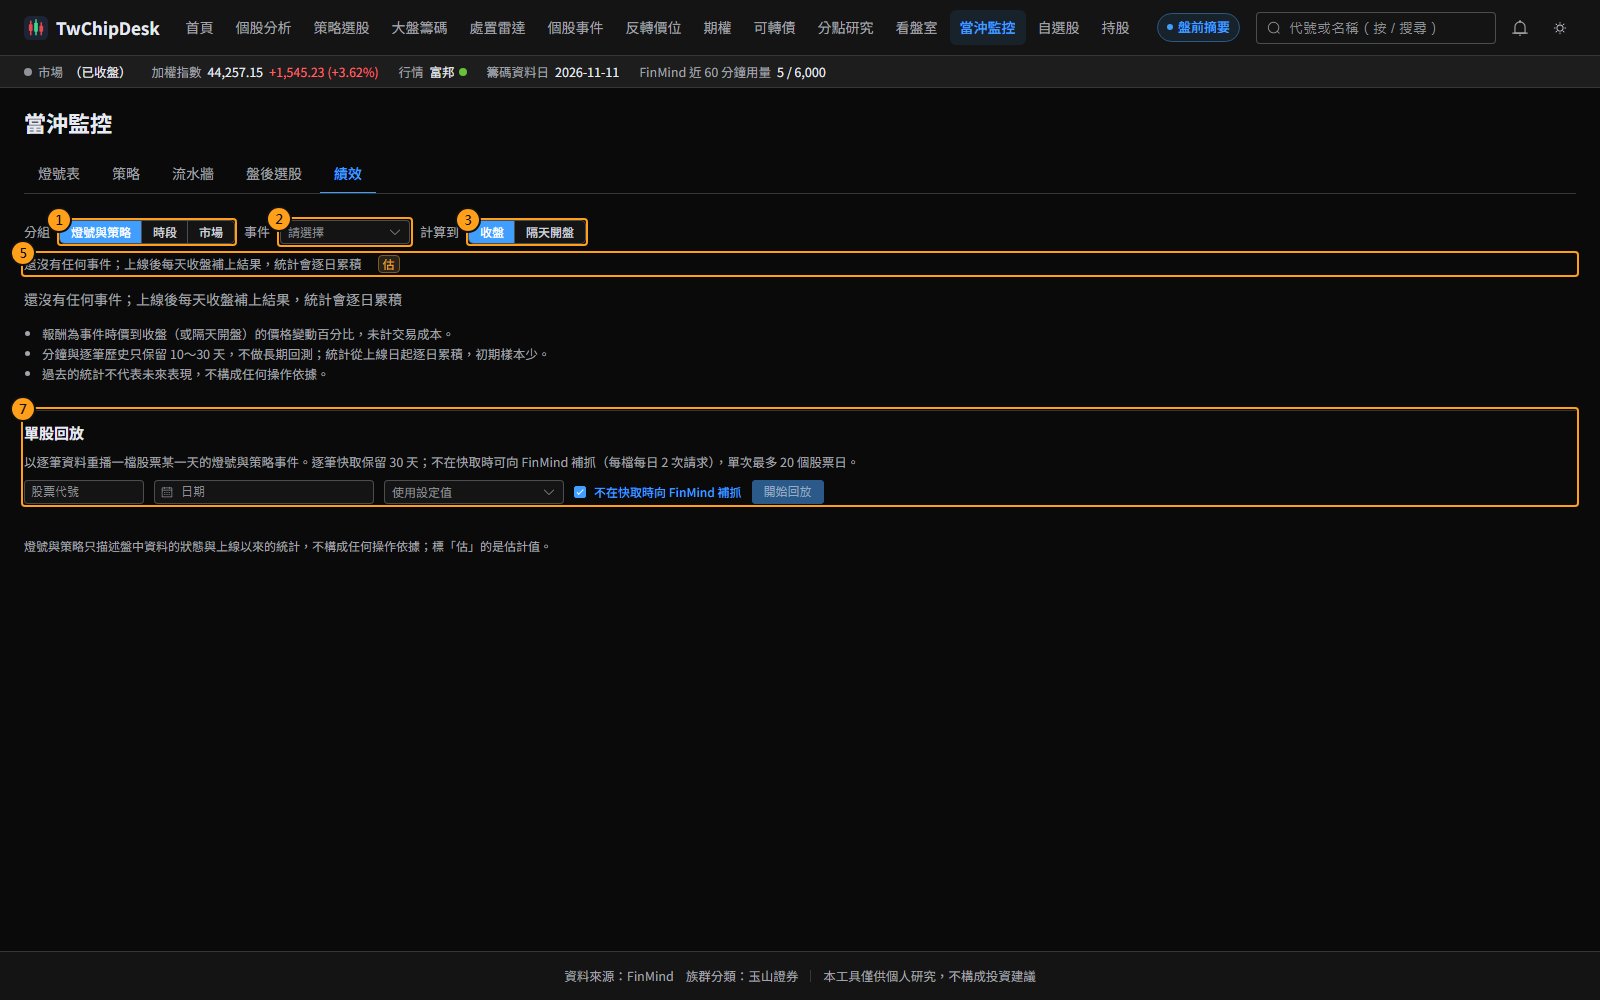 TwChipDesk 首頁 個股分析 策略選股 大盤籌碼 處置雷達 個股事件 反轉價位 期權 可轉債 分點研究 看盤室 當沖監控 自選股 持股 盤前摘要 代號或名稱（按 / 搜尋）
市場 （已收盤） 加權指數 44,257.15 +1,545.23 (+3.62%) 行情 富邦 籌碼資料日 2026-11-11 FinMind 近 60 分鐘用量 5 / 6,000
當沖監控
燈號表 策略 流水牆 盤後選股 績效
分組 1 燈號與策略 時段 市場 事件 2 請選擇 計算到 3 收盤 隔天開盤
5 還沒有任何事件；上線後每天收盤補上結果，統計會逐日累積 估
還沒有任何事件；上線後每天收盤補上結果，統計會逐日累積
報酬為事件時價到收盤（或隔天開盤）的價格變動百分比，未計交易成本。
分鐘與逐筆歷史只保留 10～30 天，不做長期回測；統計從上線日起逐日累積，初期樣本少。
過去的統計不代表未來表現，不構成任何操作依據。
7
單股回放
以逐筆資料重播一檔股票某一天的燈號與策略事件。逐筆快取保留 30 天；不在快取時可向 FinMind 補抓（每檔每日 2 次請求），單次最多 20 個股票日。
股票代號 日期 使用設定值 不在快取時向 FinMind 補抓 開始回放
燈號與策略只描述盤中資料的狀態與上線以來的統計，不構成任何操作依據；標「估」的是估計值。
資料來源：FinMind 族群分類：玉山證券 本工具僅供個人研究，不構成投資建議